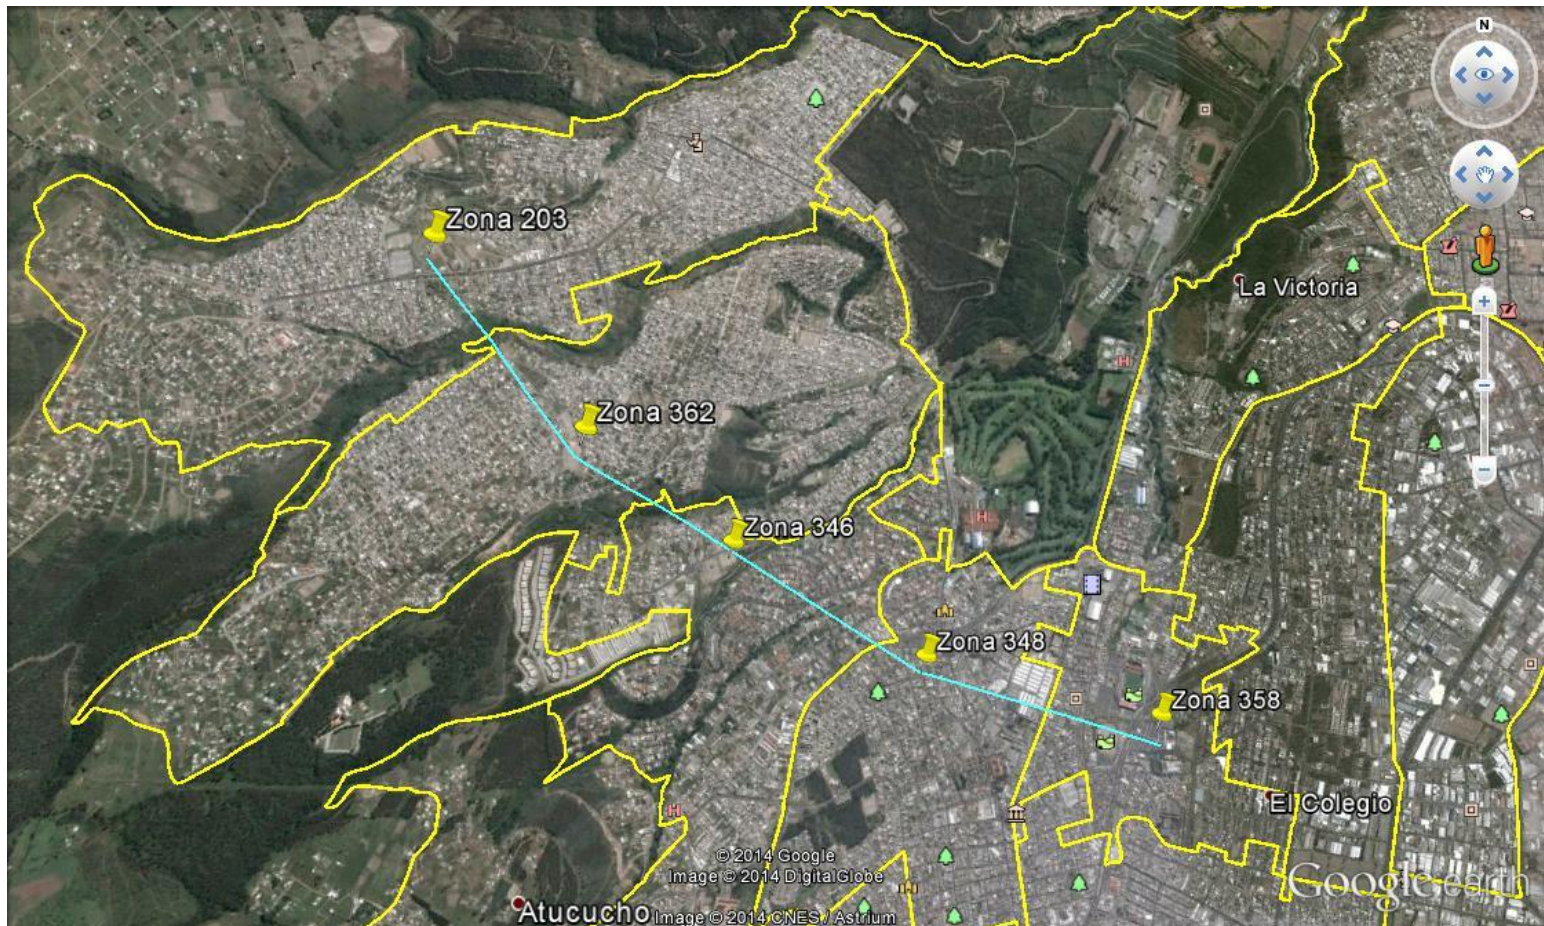 N
Zona 203
La Victoria
Zona 362
Zona 346
Zona 348
Zona 358
El Colegio
© 2014 Google
Image © 2014 DigitalGlobe
Google earth
Atucucho
Image © 2014 CNES / Astrium